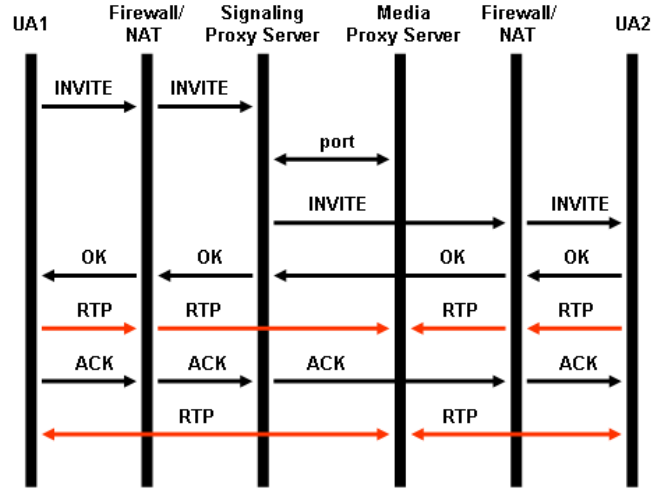 UA1
Firewall/
NAT
Signaling
Proxy Server
Media
Proxy Server
Firewall/
NAT
UA2
INVITE
INVITE
port
INVITE
INVITE
OK
OK
OK
OK
RTP
RTP
RTP
RTP
ACK
ACK
ACK
ACK
RTP
RTP